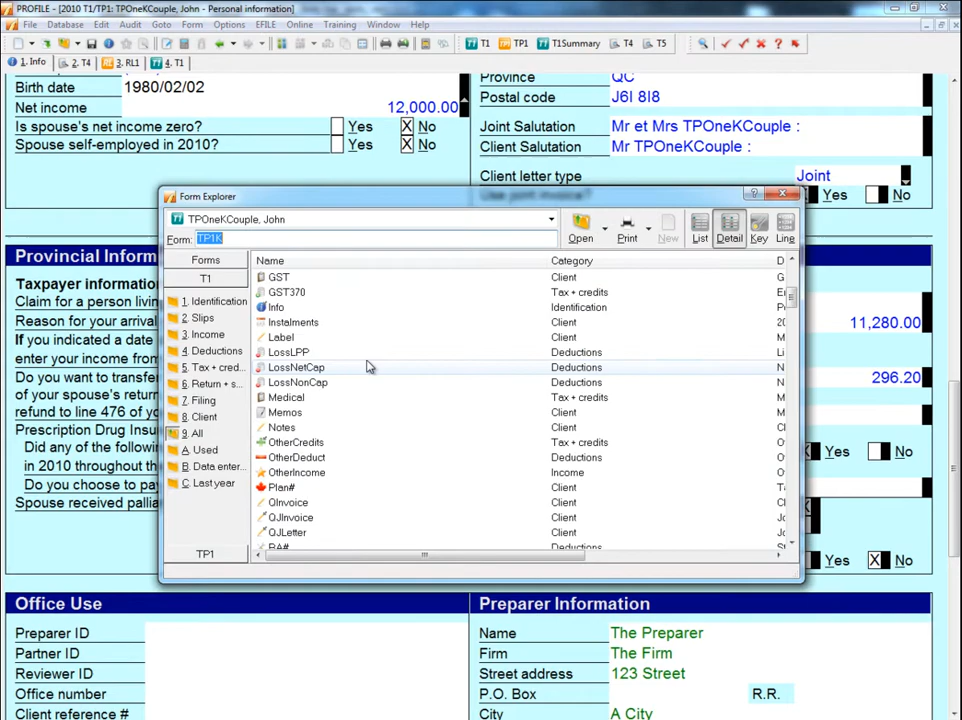 PROFILE - [2010 T1/TP1: TPOneKCouple, John - Personal information]
File Database Edit Audit Goto Form Options EFILE Online Training Window Help
T1 TP1 T1Summary T4 T5
1. Info 2. T4 3. RL1 4. T1
Birth date 1980/02/02
Net income 12,000.00
Is spouse's net income zero? Yes X No
Spouse self-employed in 2010? Yes X No
Province QC
Postal code J6I 8I8
Joint Salutation Mr et Mrs TPOneKCouple :
Client Salutation Mr TPOneKCouple :
Client letter type Joint
Use joint invoice? Yes No
Form Explorer
TPOneKCouple, John
Form: TP1K
Open Print New List Detail Key Line
Forms
T1
1. Identification
2. Slips
3. Income
4. Deductions
5. Tax + cred...
6. Return + s...
7. Filing
8. Client
9. All
A. Used
B. Data enter...
C. Last year
TP1
Name Category D
GST Client
GST370 Tax + credits
Info Identification
Instalments Client
Label Client
LossLPP Deductions
LossNetCap Deductions
LossNonCap Deductions
Medical Tax + credits
Memos Client
Notes Client
OtherCredits Tax + credits
OtherDeduct Deductions
OtherIncome Income
Plan# Client
QInvoice Client
QJInvoice Client
QJLetter Client
RA# Deductions
Provincial Inform
Taxpayer information
Claim for a person livin
Reason for your arrival
If you indicated a date
enter your income from
Do you want to transfer
of your spouse's return
refund to line 476 of yo
Prescription Drug Insu
Did any of the following
in 2010 throughout the
Do you choose to pay
Spouse received pallia
11,280.00
296.20
Yes No
Yes X No
Office Use
Preparer ID
Partner ID
Reviewer ID
Office number
Client reference #
Preparer Information
Name The Preparer
Firm The Firm
Street address 123 Street
P.O. Box R.R.
City A City